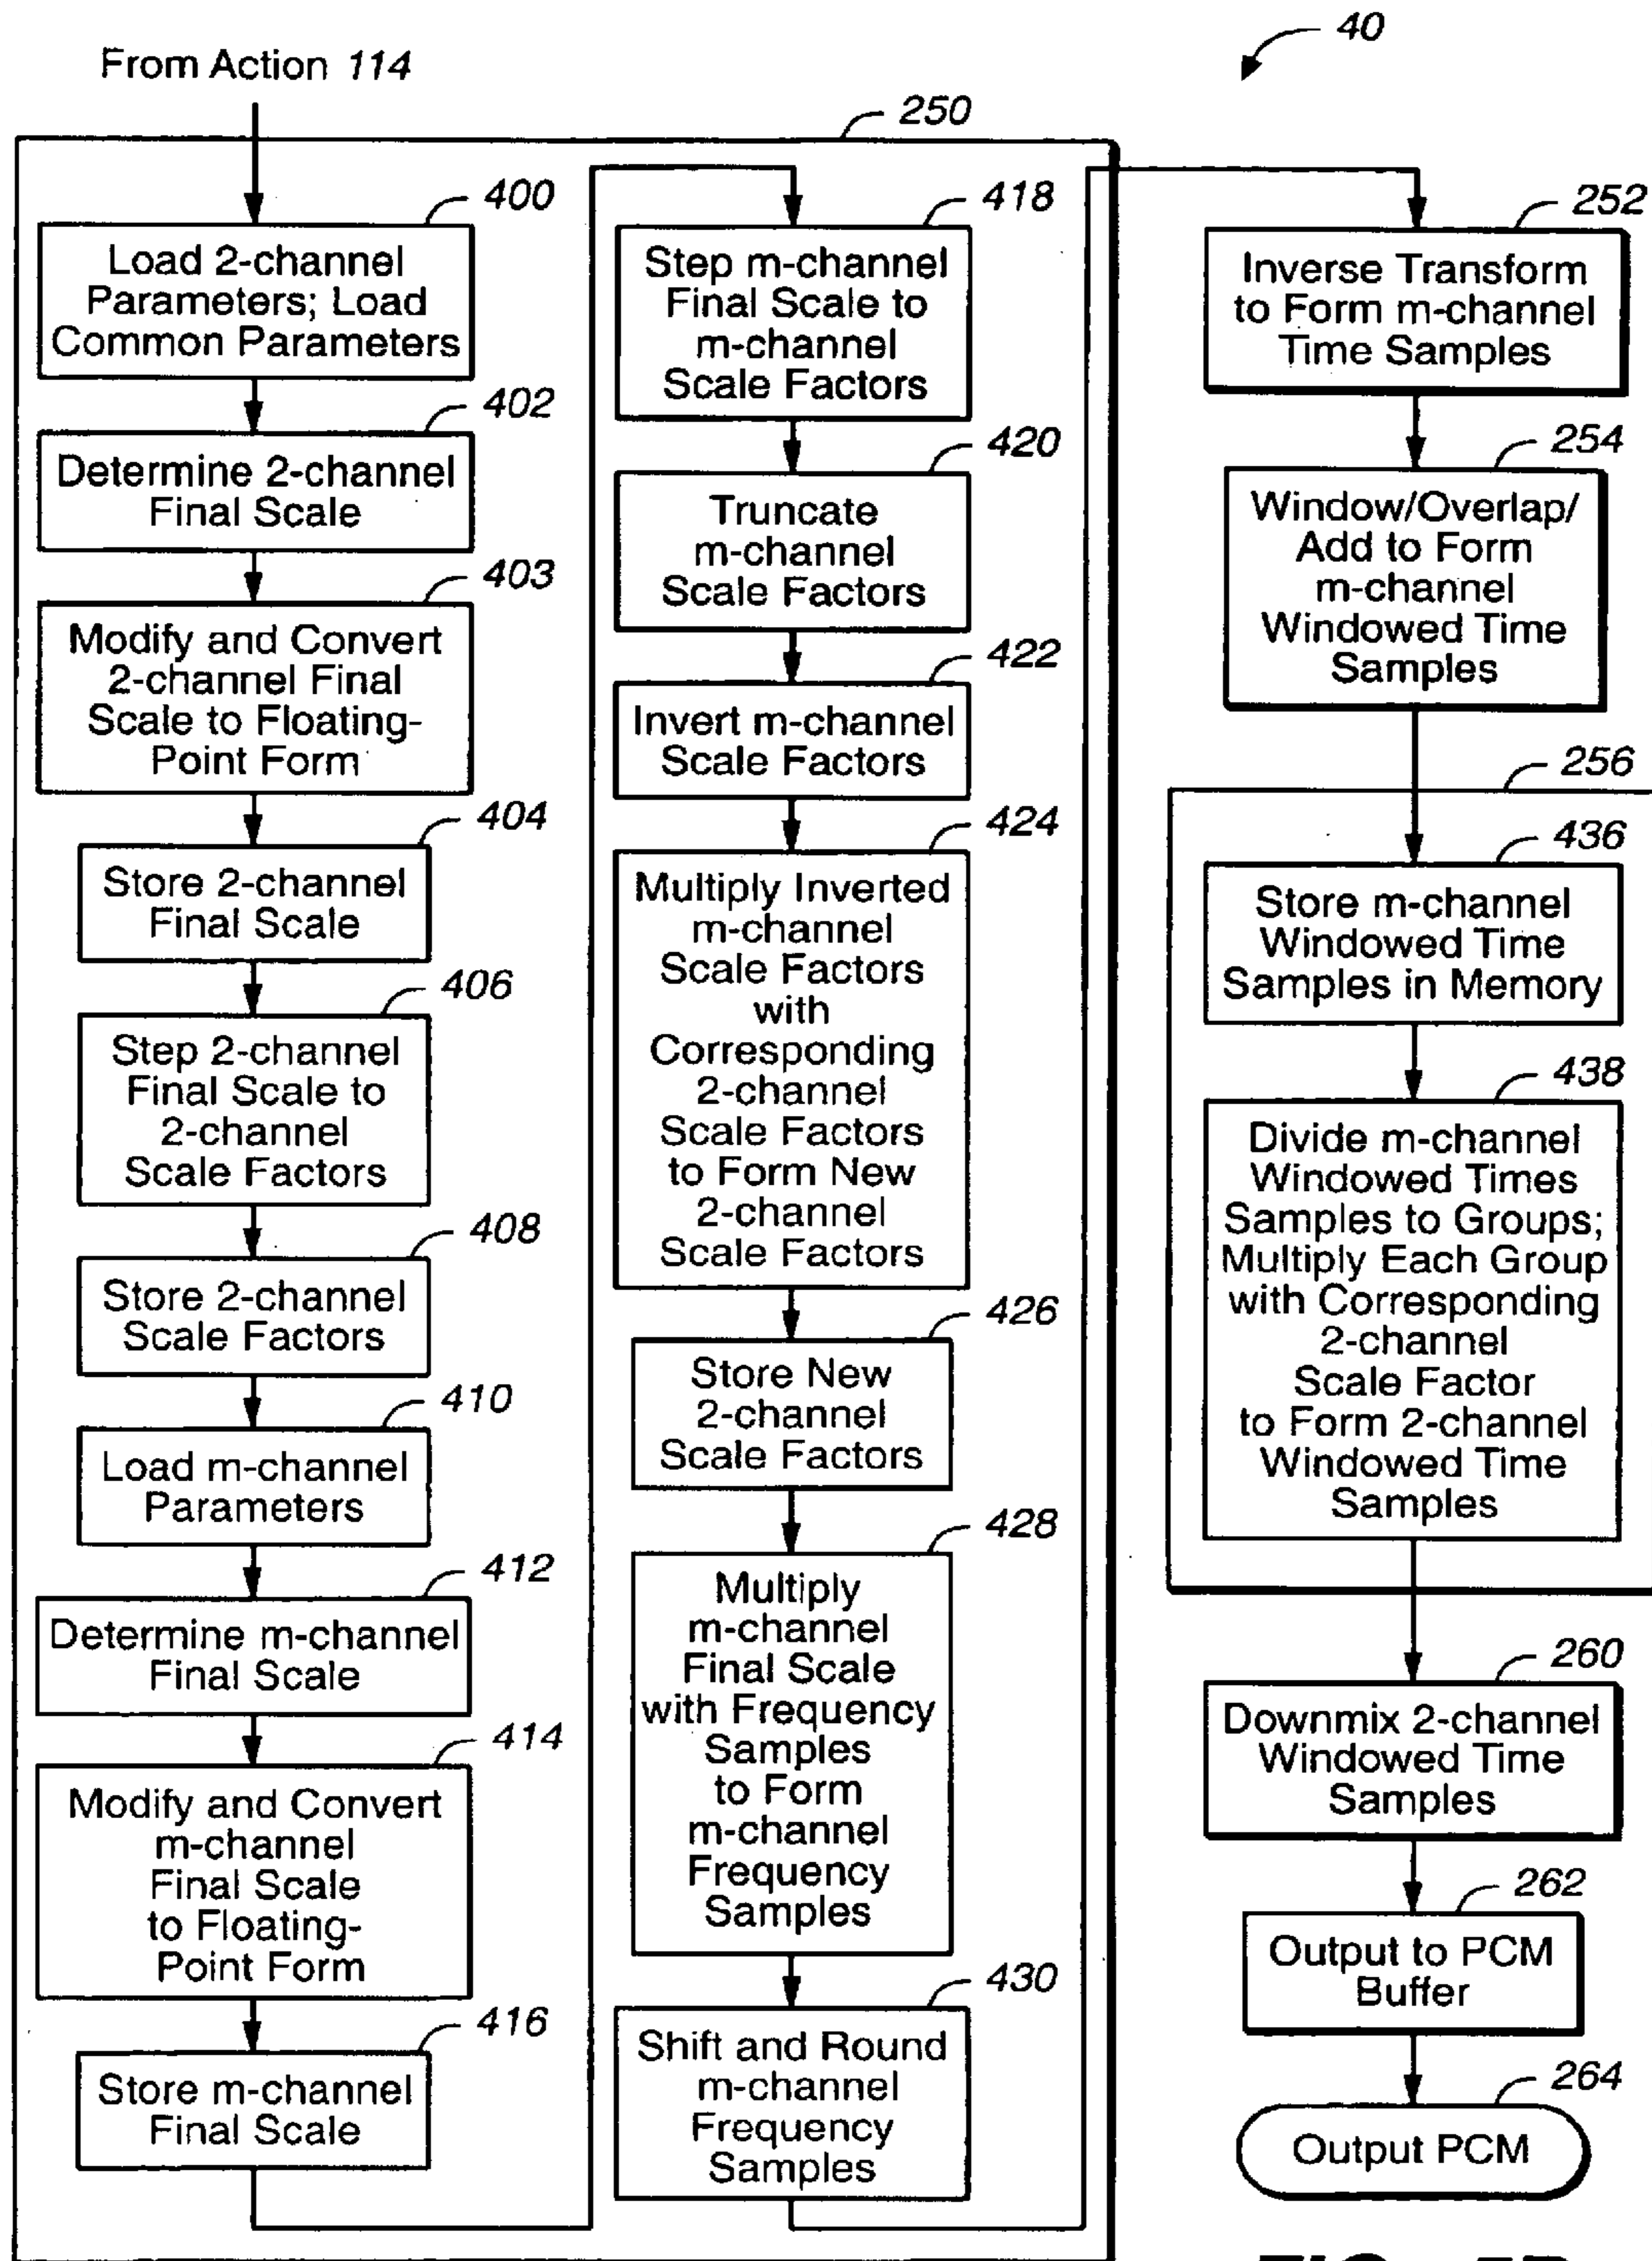 40
From Action 114
250
400
Load 2-channel
Parameters; Load
Common Parameters
402
Determine 2-channel
Final Scale
403
Modify and Convert
2-channel Final
Scale to Floating-
Point Form
404
Store 2-channel
Final Scale
406
Step 2-channel
Final Scale to
2-channel
Scale Factors
408
Store 2-channel
Scale Factors
410
Load m-channel
Parameters
412
Determine m-channel
Final Scale
414
Modify and Convert
m-channel
Final Scale
to Floating-
Point Form
416
Store m-channel
Final Scale
418
Step m-channel
Final Scale to
m-channel
Scale Factors
420
Truncate
m-channel
Scale Factors
422
Invert m-channel
Scale Factors
424
Multiply Inverted
m-channel
Scale Factors
with
Corresponding
2-channel
Scale Factors
to Form New
2-channel
Scale Factors
426
Store New
2-channel
Scale Factors
428
Multiply
m-channel
Final Scale
with Frequency
Samples
to Form
m-channel
Frequency
Samples
430
Shift and Round
m-channel
Frequency
Samples
252
Inverse Transform
to Form m-channel
Time Samples
254
Window/Overlap/
Add to Form
m-channel
Windowed Time
Samples
256
436
Store m-channel
Windowed Time
Samples in Memory
438
Divide m-channel
Windowed Times
Samples to Groups;
Multiply Each Group
with Corresponding
2-channel
Scale Factor
to Form 2-channel
Windowed Time
Samples
260
Downmix 2-channel
Windowed Time
Samples
262
Output to PCM
Buffer
264
Output PCM